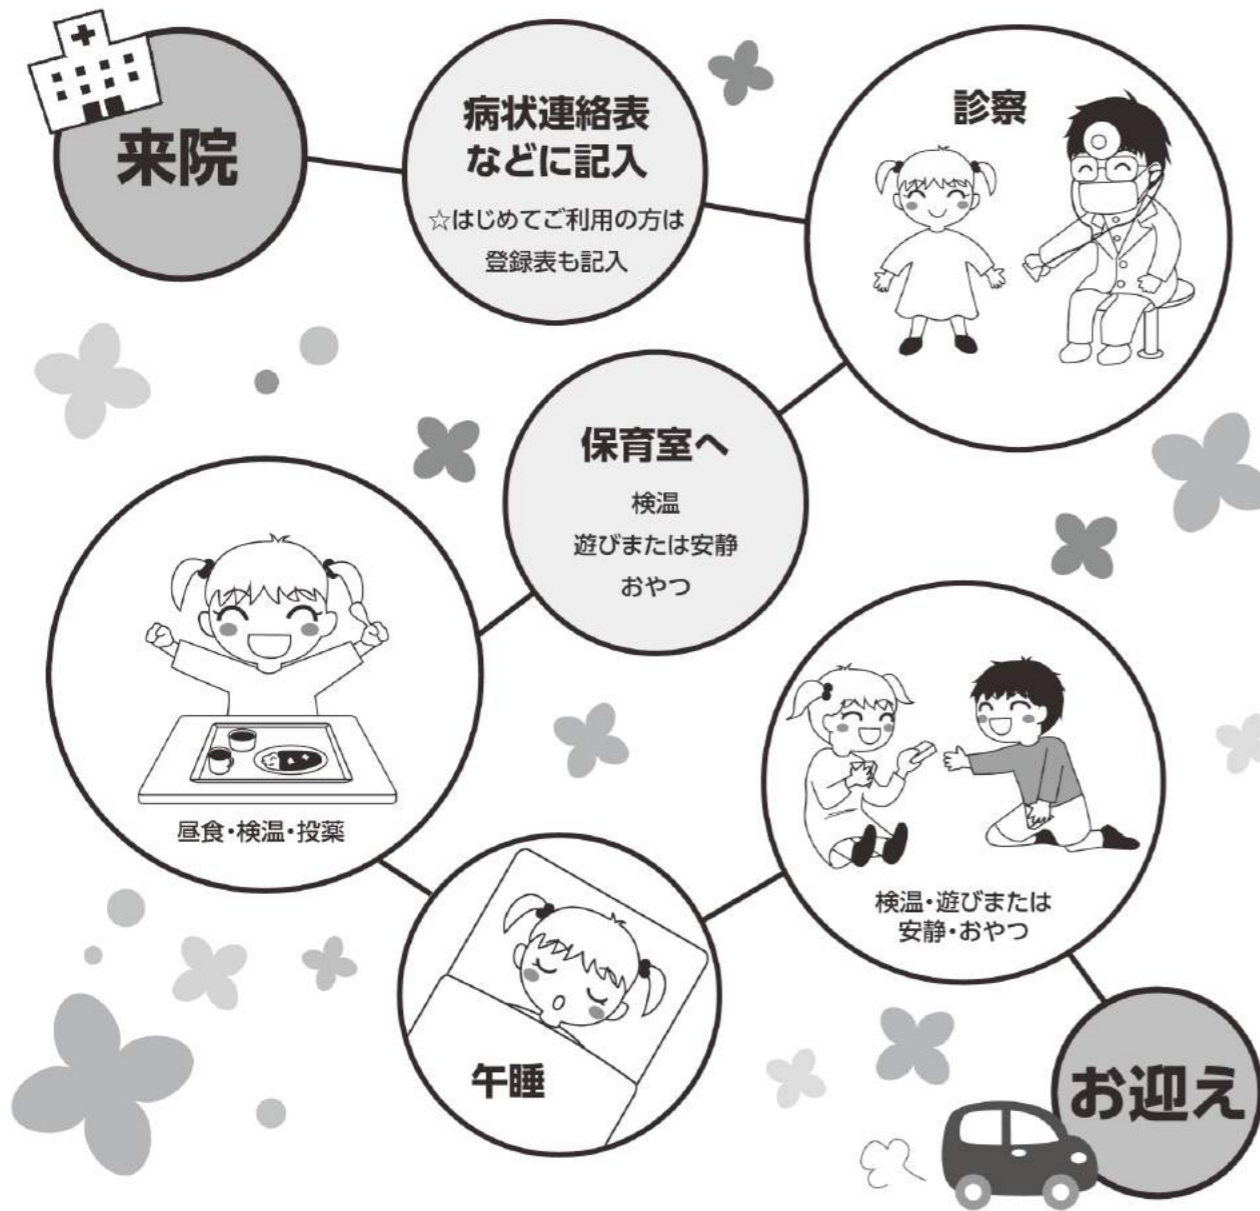 来院
病状連絡表
などに記入
☆はじめてご利用の方は
登録表も記入
診察
保育室へ
検温
遊びまたは安静
おやつ
昼食・検温・投薬
午睡
検温・遊びまたは
安静・おやつ
お迎え